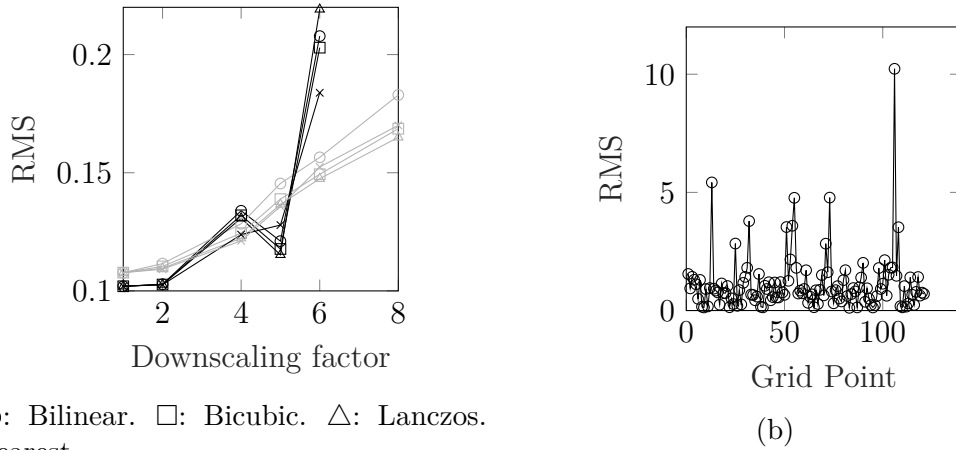 0.2
0.15
0.1
RMS
2 4 6 8
Downscaling factor
: Bilinear. □: Bicubic. △: Lanczos.
10
5
0
RMS
0 50 100
Grid Point
(b)